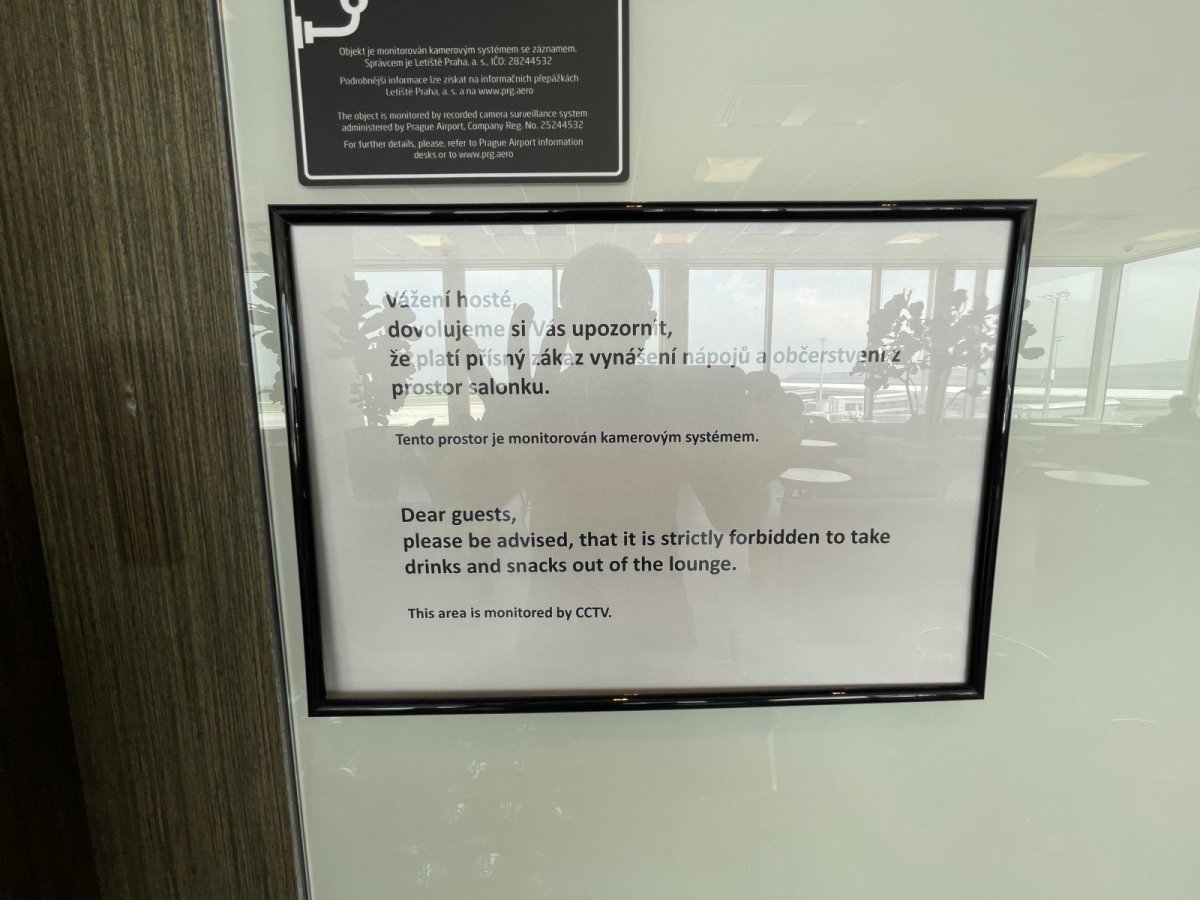 Objekt je monitorován kamerovým systémem se záznamem.
Správcem je Letiště Praha, a. s., IČO: 28244532
Podrobnější informace lze získat na informačních přepážkách
Letiště Praha, a. s. a na www.prg.aero
The object is monitored by recorded camera surveillance system
administered by Prague Airport, Company Reg. No. 25244532
For further details, please, refer to Prague Airport information
desks or to www.prg.aero
Vážení hosté,
dovolujeme si Vás upozornit,
že platí přísný zákaz vynášení nápojů a občerstvení z
prostor salonku.
Tento prostor je monitorován kamerovým systémem.
Dear guests,
please be advised, that it is strictly forbidden to take
drinks and snacks out of the lounge.
This area is monitored by CCTV.